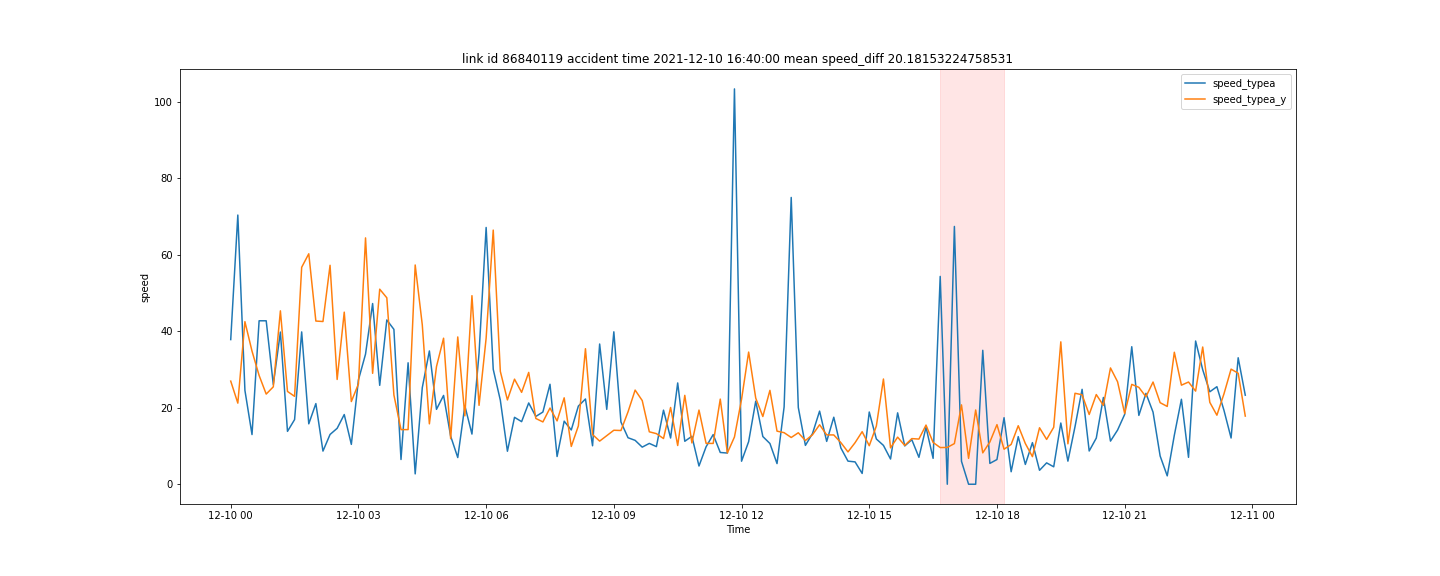 link id 86840119 accident time 2021-12-10 16:40:00 mean speed_diff 20.18153224758531
speed_typea
speed_typea_y
100
80
60
40
20
0
speed
12-10 00 12-10 03 12-10 06 12-10 09 12-10 12 12-10 15 12-10 18 12-10 21 12-11 00
Time